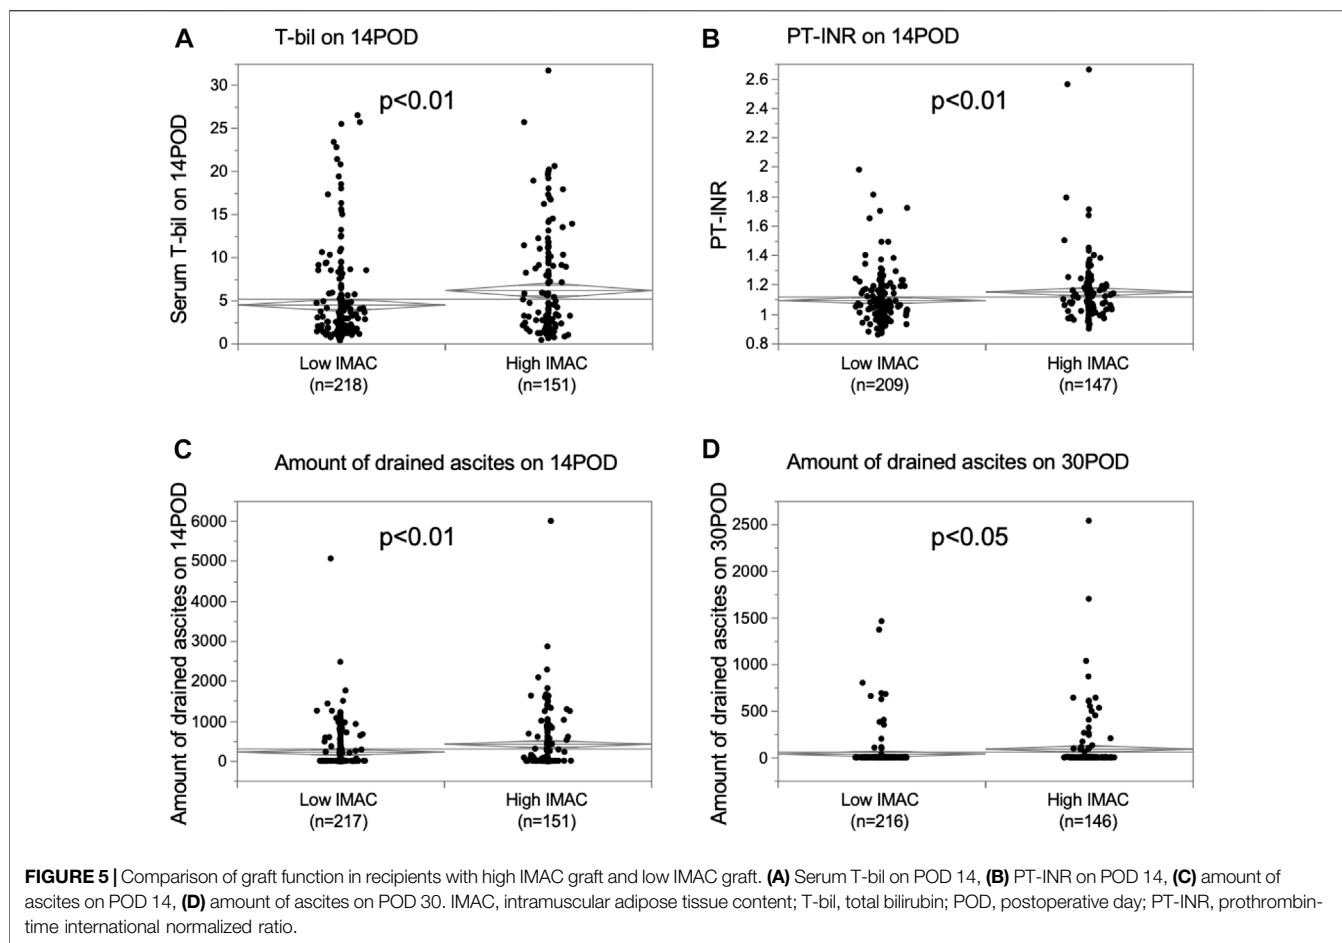 A
T-bil on 14POD
Serum T-bil on 14POD
30
25
20
15
10
5
0
p<0.01
Low IMAC
(n=218)
High IMAC
(n=151)
B
PT-INR on 14POD
PT-INR
2.6
2.4
2.2
2
1.8
1.6
1.4
1.2
1
0.8
p<0.01
Low IMAC
(n=209)
High IMAC
(n=147)
C
Amount of drained ascites on 14POD
Amount of drained ascites on 14POD
6000
5000
4000
3000
2000
1000
0
p<0.01
Low IMAC
(n=217)
High IMAC
(n=151)
D
Amount of drained ascites on 30POD
Amount of drained ascites on 30POD
2500
2000
1500
1000
500
0
p<0.05
Low IMAC
(n=216)
High IMAC
(n=146)
FIGURE 5 | Comparison of graft function in recipients with high IMAC graft and low IMAC graft. (A) Serum T-bil on POD 14, (B) PT-INR on POD 14, (C) amount of
ascites on POD 14, (D) amount of ascites on POD 30. IMAC, intramuscular adipose tissue content; T-bil, total bilirubin; POD, postoperative day; PT-INR, prothrombin-
time international normalized ratio.